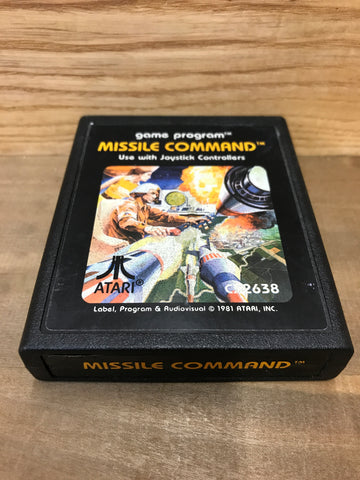 game program™
MISSILE COMMAND™
Use with Joystick Controllers
ATARI®
CX2638
Label, Program & Audiovisual © 1981 ATARI, INC.
MISSILE COMMAND™